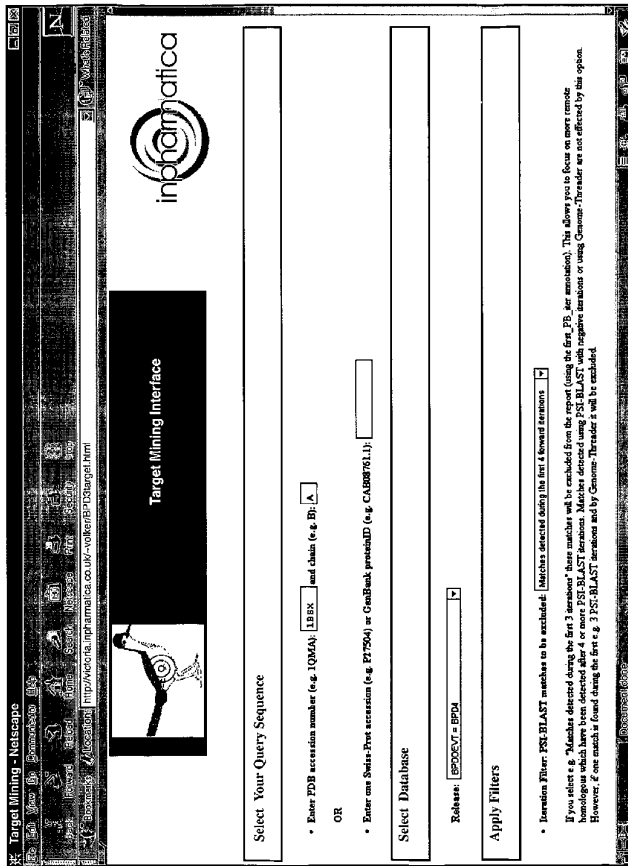 Target Mining - Netscape
http://victoria.inpharmatica.co.uk/~volker/BPD3target.html
What's Related
Target Mining Interface
inpharmatica
Select Your Query Sequence
• Enter PDB accession number (e.g. 1QMA): and chain (e.g. B): A
OR
• Enter one Swiss-Prot accession (e.g. P27504) or GenBank proteinID (e.g. CAB08761.1):
Select Database
Release: BPDDEVT = BPD4
Apply Filters
• Iteration Filter: PSI-BLAST matches to be excluded: Matches detected during the first 4 forward iterations
If you select e.g. "Matches detected during the first 3 iterations" these matches will be excluded from the report (using the first_PB_iter annotation). This allows you to focus on more remote
homologous which have been detected after 4 or more PSI-BLAST iterations. Matches detected using PSI-BLAST with negative iterations or using Genome-Threader are not effected by this option.
However, if one match is found during the first e.g. 3 PSI-BLAST iterations and by Genome-Threader it will be excluded.
Document: Done